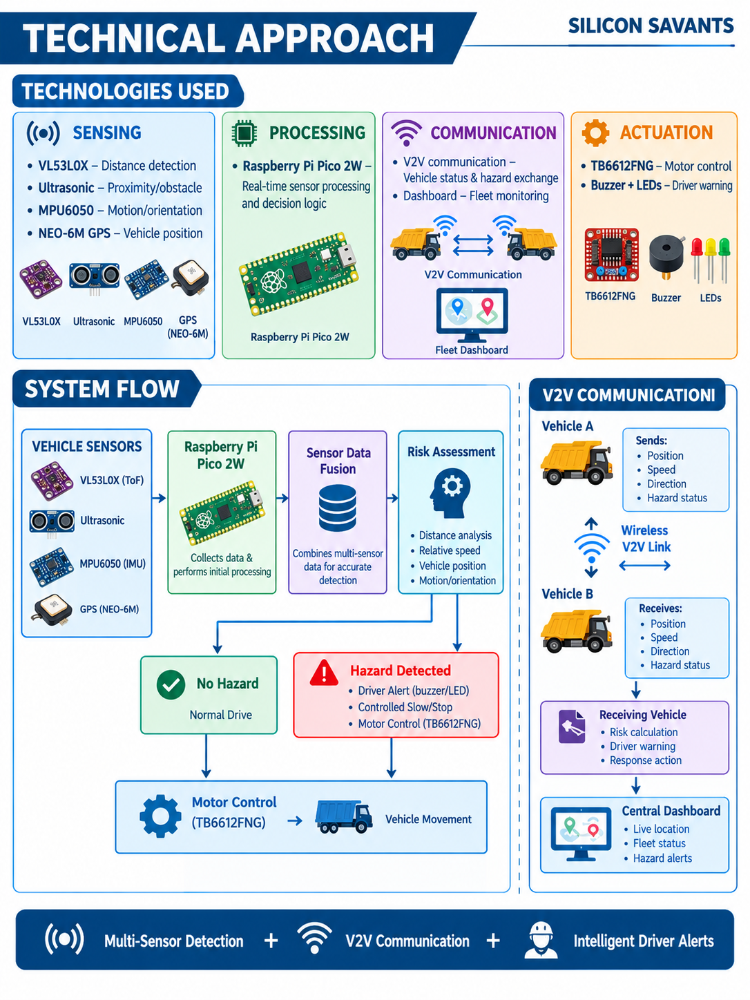 TECHNICAL APPROACH
SILICON SAVANTS
TECHNOLOGIES USED
SENSING
• VL53L0X – Distance detection
• Ultrasonic – Proximity/obstacle
• MPU6050 – Motion/orientation
• NEO-6M GPS – Vehicle position
VL53L0X
Ultrasonic
MPU6050
GPS
(NEO-6M)
PROCESSING
• Raspberry Pi Pico 2W –
Real-time sensor processing
and decision logic
Raspberry Pi Pico 2W
COMMUNICATION
• V2V communication –
Vehicle status & hazard exchange
• Dashboard – Fleet monitoring
V2V Communication
Fleet Dashboard
ACTUATION
• TB6612FNG – Motor control
• Buzzer + LEDs – Driver warning
TB6612FNG
Buzzer
LEDs
SYSTEM FLOW
VEHICLE SENSORS
VL53L0X (ToF)
Ultrasonic
MPU6050 (IMU)
GPS (NEO-6M)
Raspberry Pi
Pico 2W
Collects data &
performs initial processing
Sensor Data
Fusion
Combines multi-sensor
data for accurate
detection
Risk Assessment
• Distance analysis
• Relative speed
• Vehicle position
• Motion/orientation
No Hazard
Normal Drive
Hazard Detected
• Driver Alert (buzzer/LED)
• Controlled Slow/Stop
• Motor Control (TB6612FNG)
Motor Control
(TB6612FNG)
Vehicle Movement
V2V COMMUNICATIONI
Vehicle A
Sends:
• Position
• Speed
• Direction
• Hazard status
Wireless
V2V Link
Vehicle B
Receives:
• Position
• Speed
• Direction
• Hazard status
Receiving Vehicle
• Risk calculation
• Driver warning
• Response action
Central Dashboard
• Live location
• Fleet status
• Hazard alerts
Multi-Sensor Detection + V2V Communication + Intelligent Driver Alerts